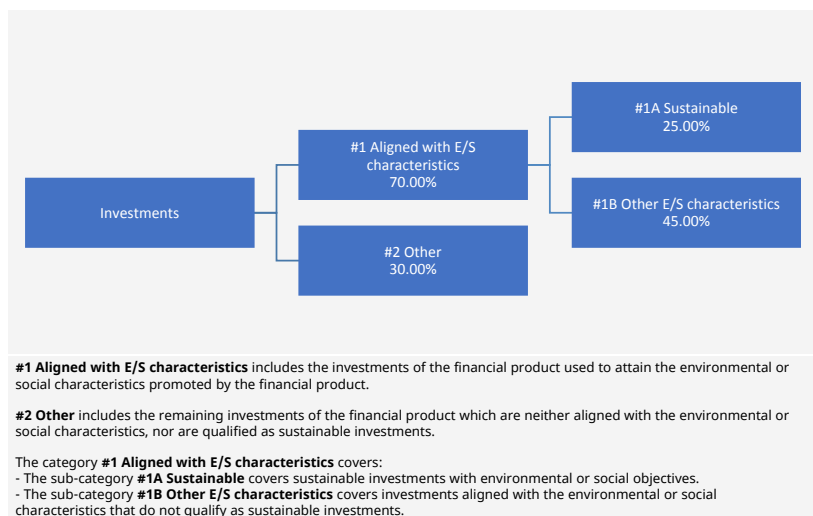 #1A Sustainable
25.00%
#1 Aligned with E/S
characteristics
70.00%
Investments
#1B Other E/S characteristics
45.00%
#2 Other
30.00%
#1 Aligned with E/S characteristics includes the investments of the financial product used to attain the environmental or
social characteristics promoted by the financial product.
#2 Other includes the remaining investments of the financial product which are neither aligned with the environmental or
social characteristics, nor are qualified as sustainable investments.
The category #1 Aligned with E/S characteristics covers:
- The sub-category #1A Sustainable covers sustainable investments with environmental or social objectives.
- The sub-category #1B Other E/S characteristics covers investments aligned with the environmental or social
characteristics that do not qualify as sustainable investments.